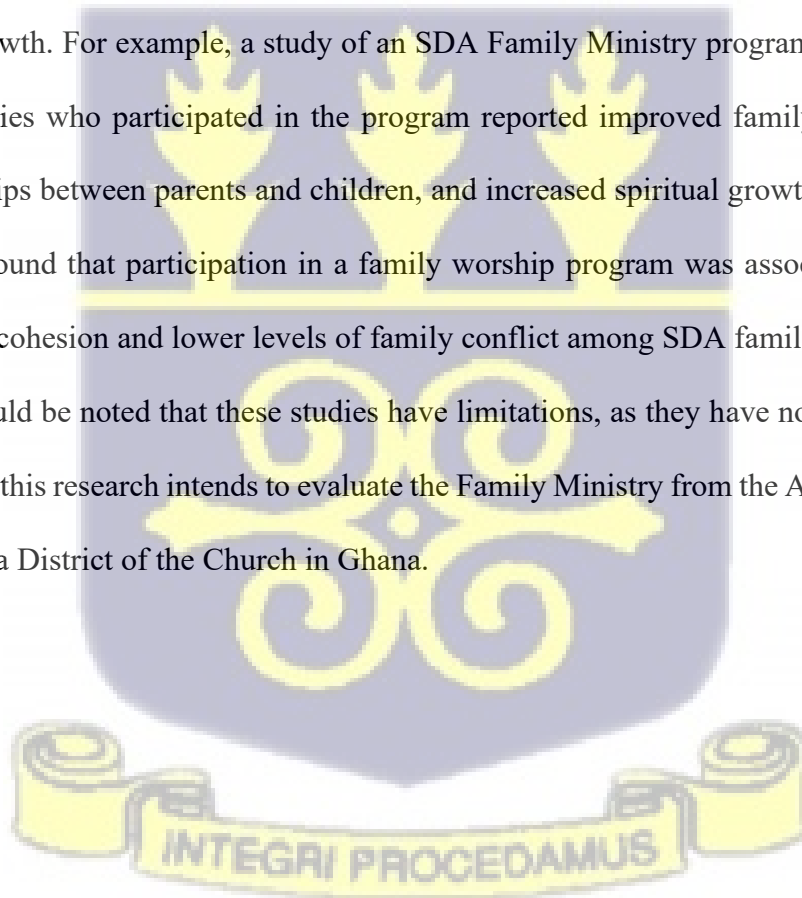 wth. For example, a study of an SDA Family Ministry program
ies who participated in the program reported improved family
ips between parents and children, and increased spiritual growt
ound that participation in a family worship program was asso
cohesion and lower levels of family conflict among SDA famil
uld be noted that these studies have limitations, as they have no
this research intends to evaluate the Family Ministry from the A
a District of the Church in Ghana.
INTEGRI PROCEDAMUS